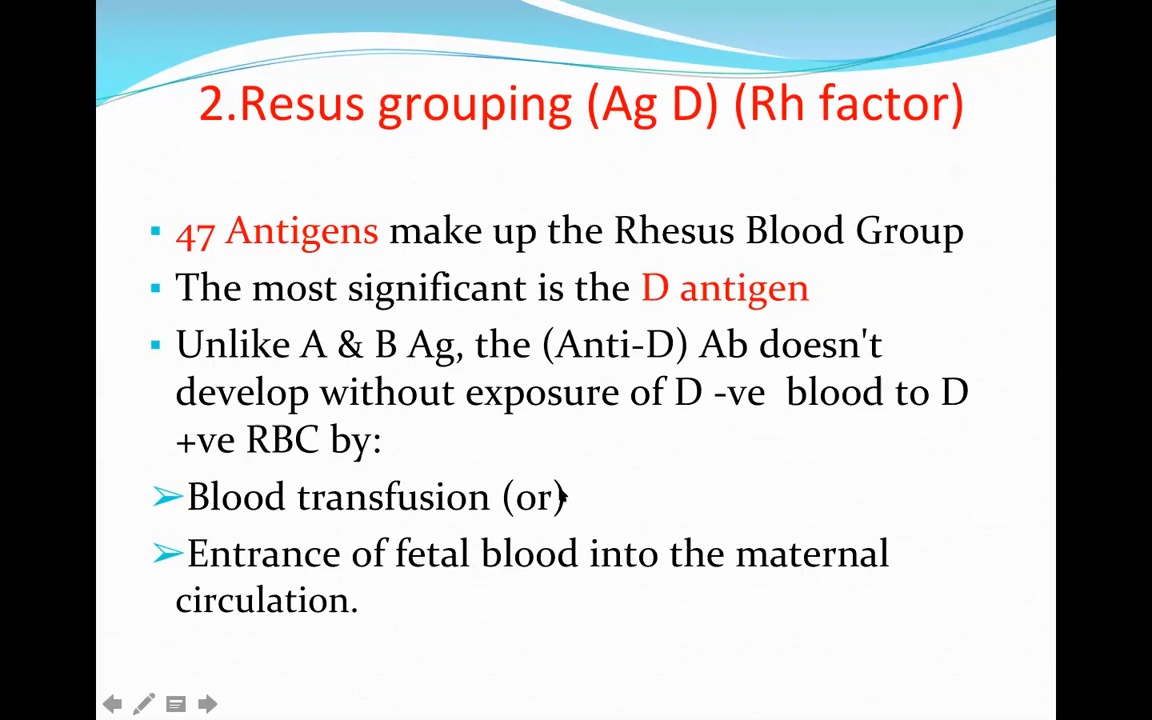 2.Resus grouping (Ag D) (Rh factor)
47 Antigens make up the Rhesus Blood Group
The most significant is the D antigen
Unlike A & B Ag, the (Anti-D) Ab doesn't
develop without exposure of D -ve  blood to D
+ve RBC by:
Blood transfusion (or)
Entrance of fetal blood into the maternal
circulation.